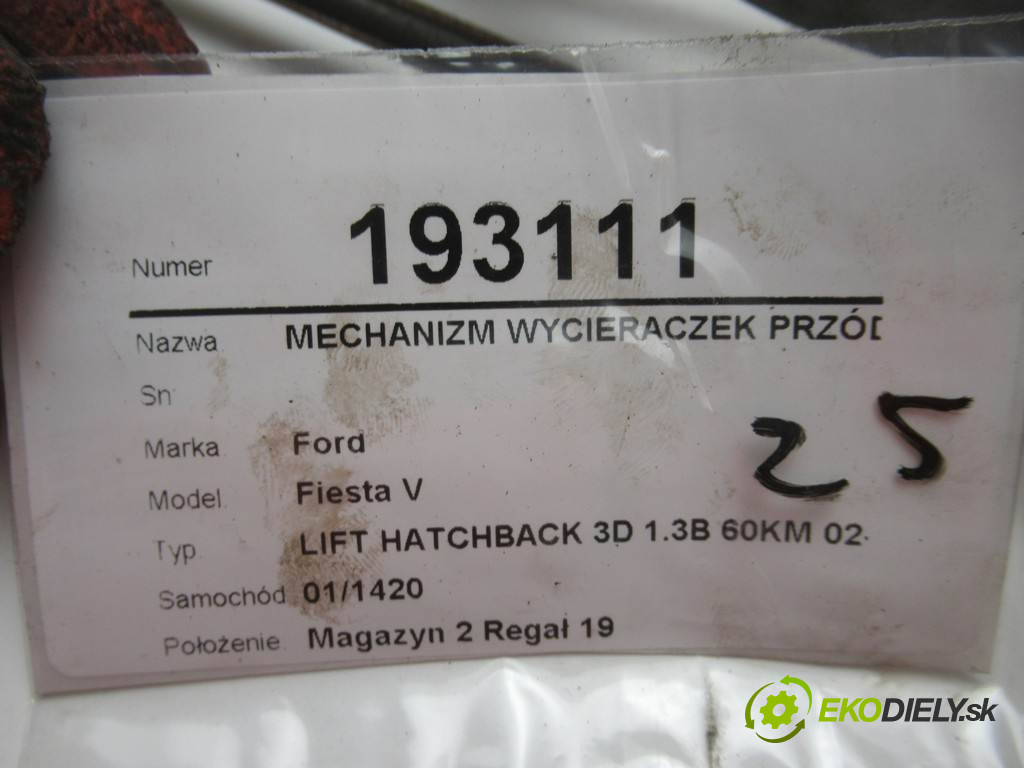 Numer 193111
Nazwa MECHANIZM WYCIERACZEK PRZÓD
Sn
Marka Ford
Model Fiesta V
25
Typ LIFT HATCHBACK 3D 1.3B 60KM 02-
Samochód 01/1420
Położenie Magazyn 2 Regał 19
EKODIELY.sk